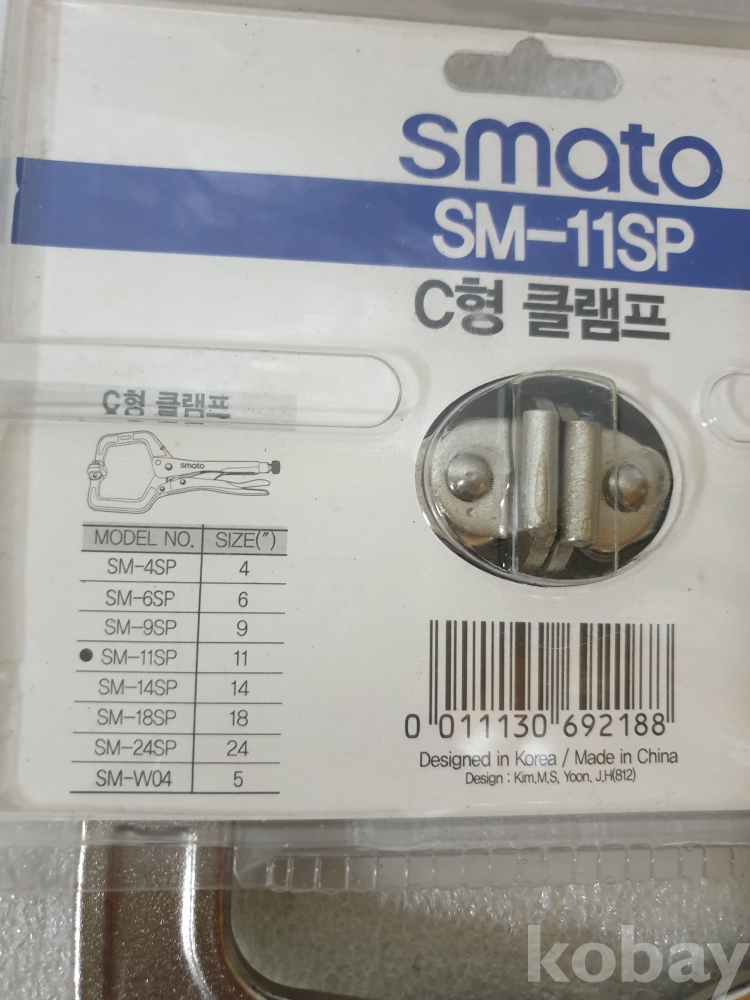 smato
SM-11SP
C형 클램프
C형 클램프
smato
MODEL NO. SIZE(")
SM-4SP 4
SM-6SP 6
SM-9SP 9
● SM-11SP 11
SM-14SP 14
SM-18SP 18
SM-24SP 24
SM-W04 5
0 011130 692188
Designed in Korea / Made in China
Design : Kim,M.S, Yoon, J.H(812)
kobay